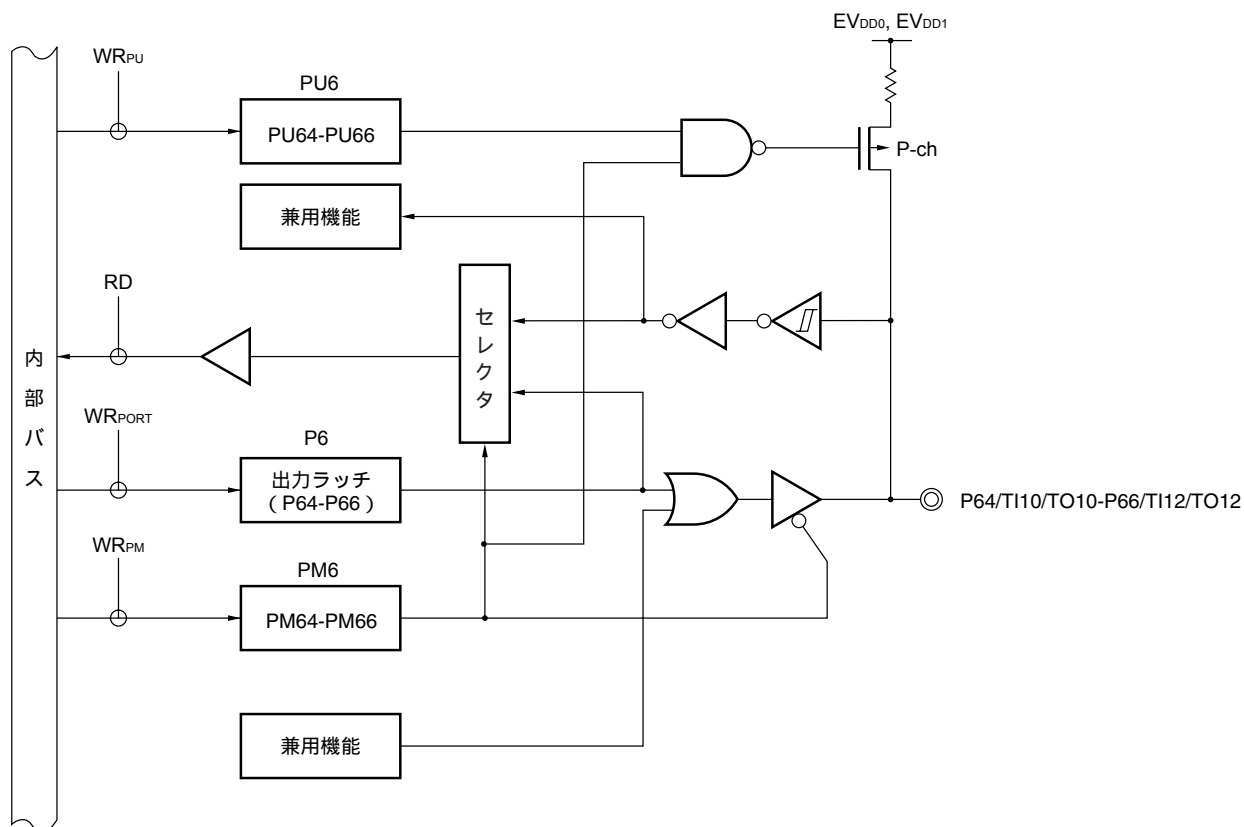 EVDD0, EVDD1
WRPU
PU6
PU64-PU66
P-ch
兼用機能
RD
セレクタ
内部バス
WRPORT
P6
出力ラッチ
（P64-P66）
P64/TI10/TO10-P66/TI12/TO12
WRPM
PM6
PM64-PM66
兼用機能